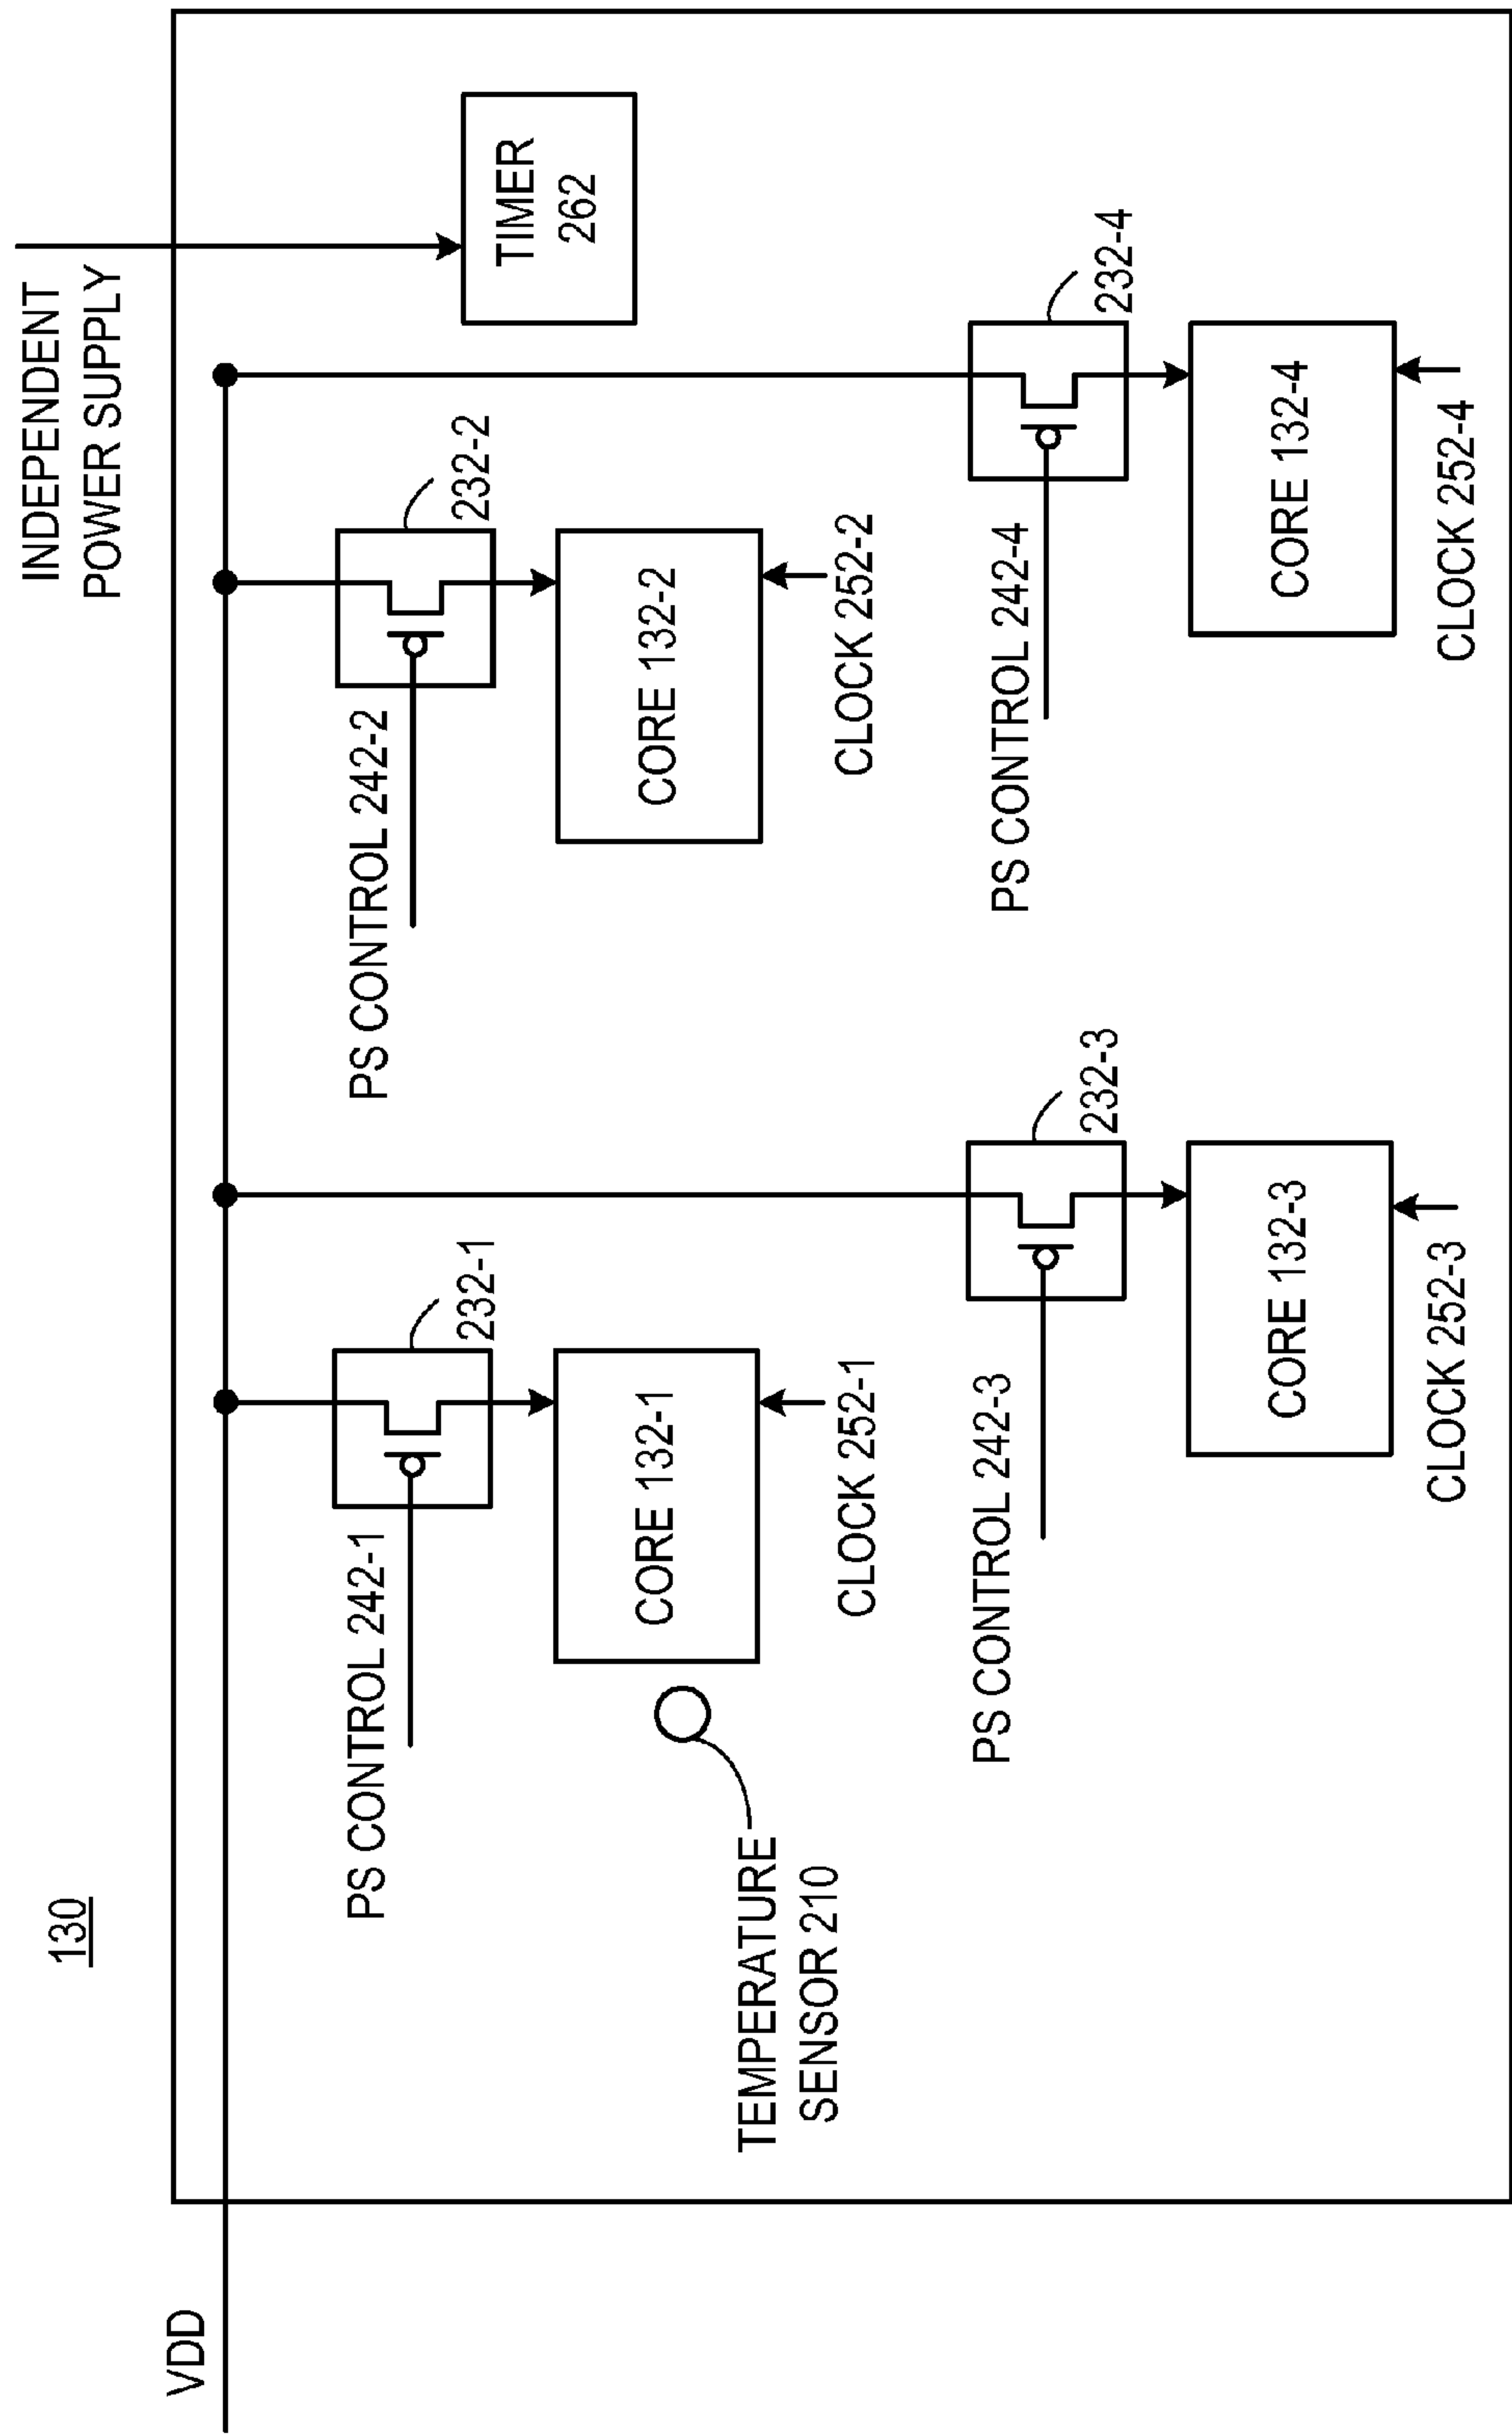 130
INDEPENDENT
POWER SUPPLY
VDD
PS CONTROL 242-1
232-1
PS CONTROL 242-2
232-2
TIMER
262
CORE 132-1
CORE 132-2
TEMPERATURE
SENSOR 210
CLOCK 252-1
CLOCK 252-2
PS CONTROL 242-3
232-3
PS CONTROL 242-4
232-4
CORE 132-3
CORE 132-4
CLOCK 252-3
CLOCK 252-4